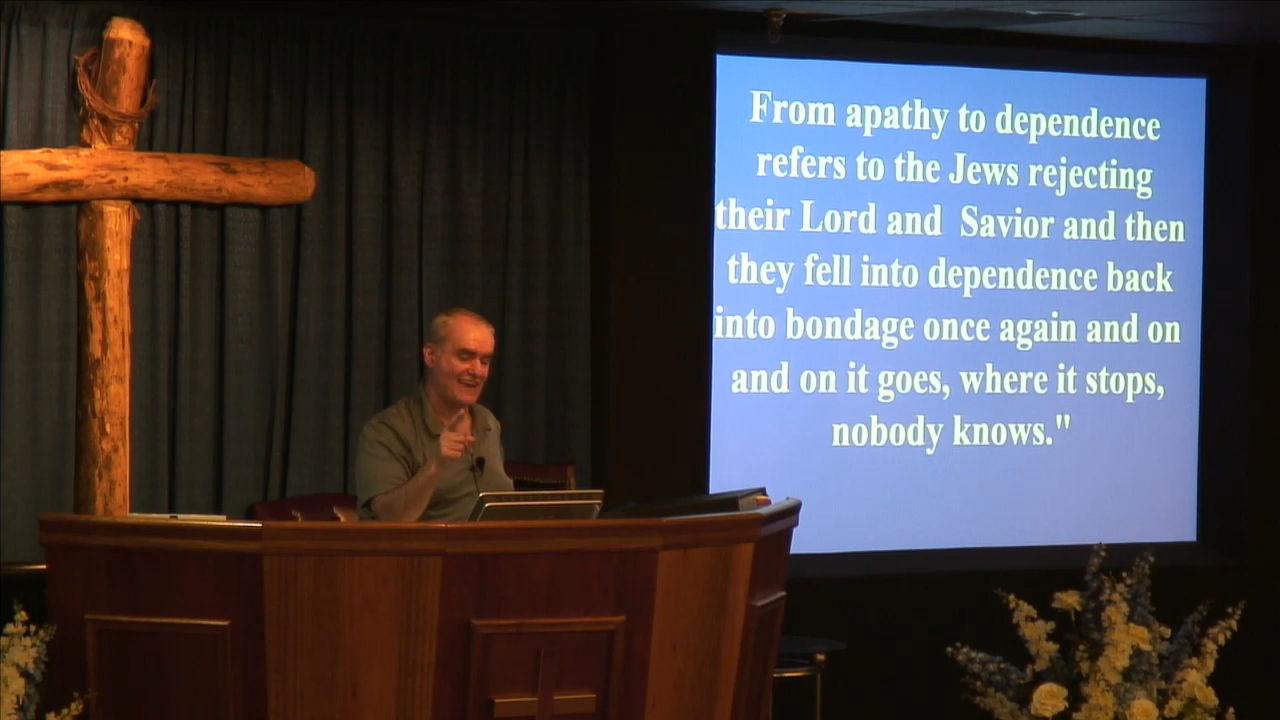 From apathy to dependence
refers to the Jews rejecting
their Lord and  Savior and then
they fell into dependence back
into bondage once again and on
and on it goes, where it stops,
nobody knows."